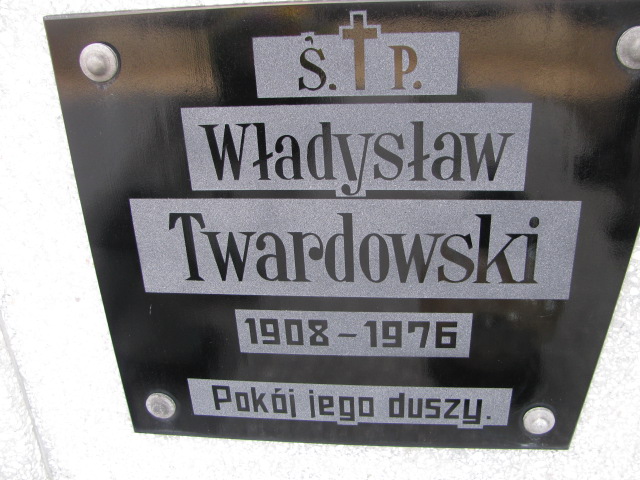 Ś. P.
Władysław
Twardowski
1908-1976
Pokój jego duszy.